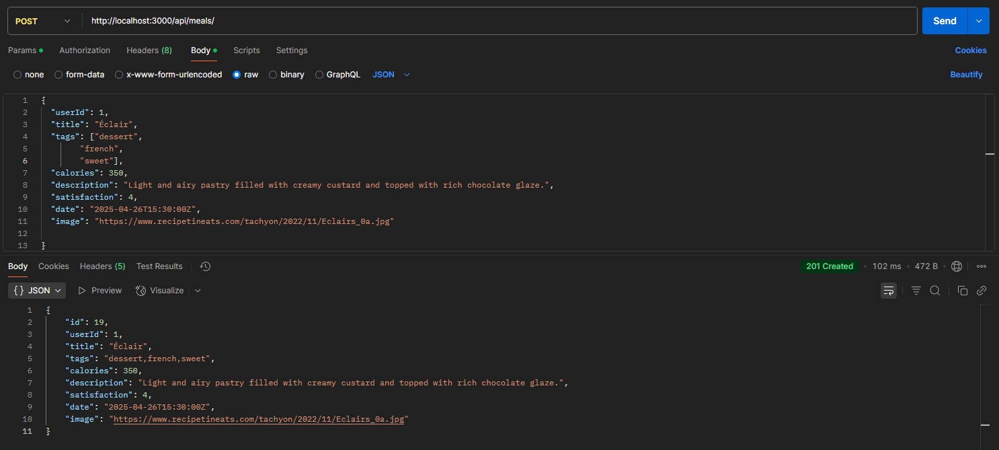 POST http://localhost:3000/api/meals/ Send
Params Authorization Headers (8) Body Scripts Settings Cookies
none form-data x-www-form-urlencoded raw binary GraphQL JSON Beautify
1 {
2 "userId": 1,
3 "title": "Éclair",
4 "tags": ["dessert",
5 "french",
6 "sweet"],
7 "calories": 350,
8 "description": "Light and airy pastry filled with creamy custard and topped with rich chocolate glaze.",
9 "satisfaction": 4,
10 "date": "2025-04-26T15:30:00Z",
11 "image": "https://www.recipetineats.com/tachyon/2022/11/Eclairs_0a.jpg"
12
13 }
Body Cookies Headers (5) Test Results 201 Created 102 ms 472 B
{} JSON Preview Visualize
1 {
2 "id": 19,
3 "userId": 1,
4 "title": "Éclair",
5 "tags": "dessert,french,sweet",
6 "calories": 350,
7 "description": "Light and airy pastry filled with creamy custard and topped with rich chocolate glaze.",
8 "satisfaction": 4,
9 "date": "2025-04-26T15:30:00Z",
10 "image": "https://www.recipetineats.com/tachyon/2022/11/Eclairs_0a.jpg"
11 }